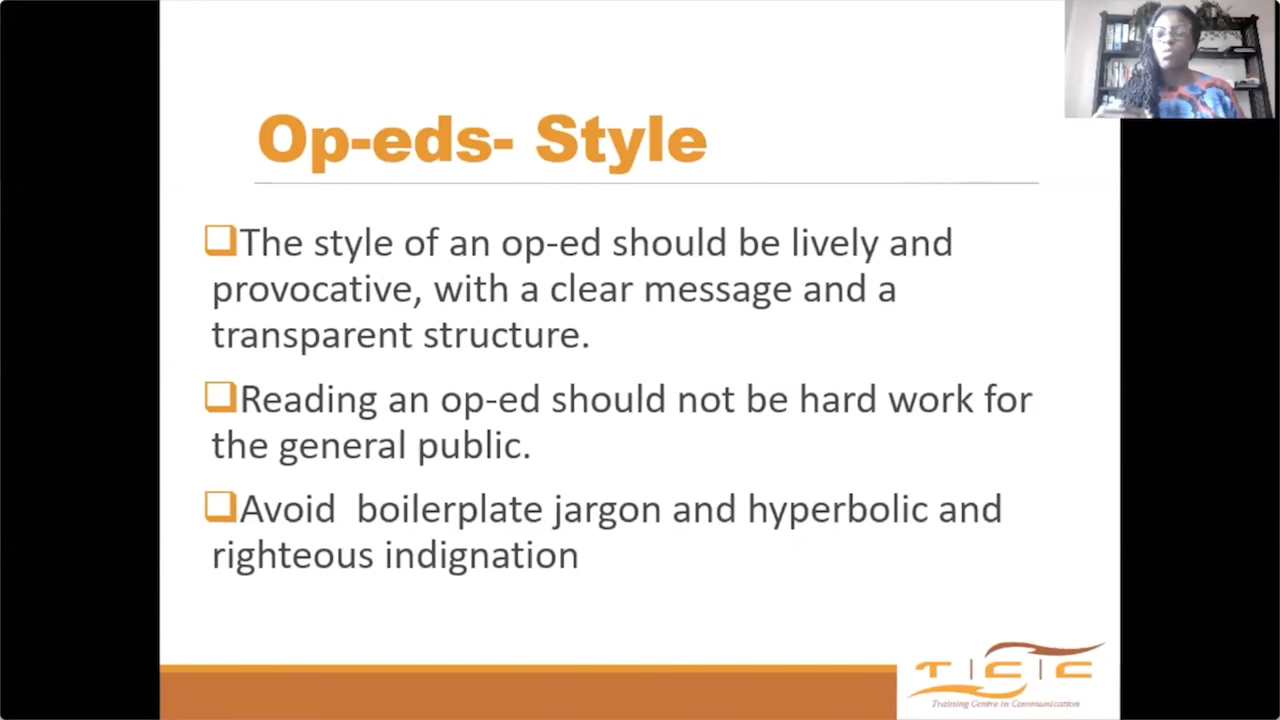 Op-eds- Style
The style of an op-ed should be lively and
provocative, with a clear message and a
transparent structure.
Reading an op-ed should not be hard work for
the general public.
Avoid boilerplate jargon and hyperbolic and
righteous indignation
T|C|C
Training Centre in Communication